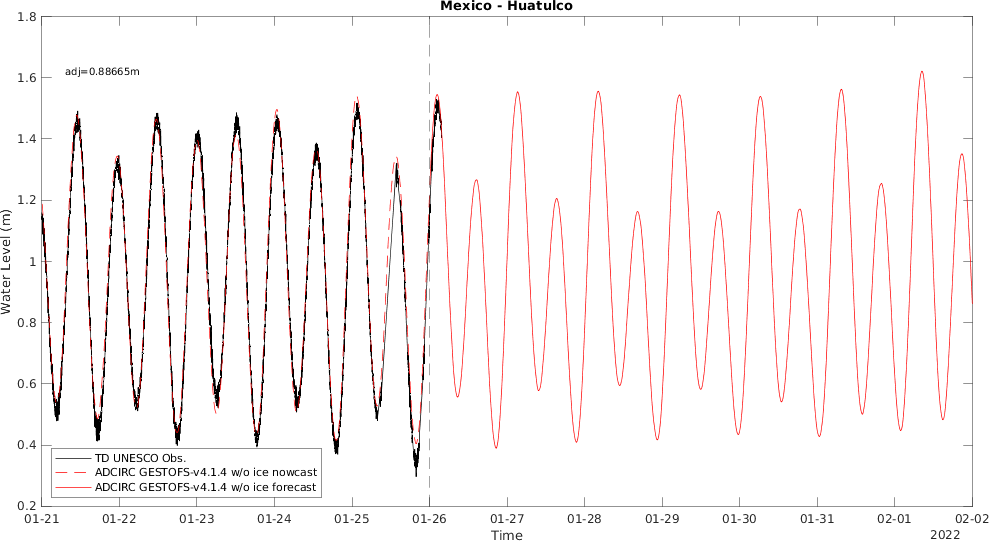 Mexico - Huatulco
1.8
1.6
1.4
1.2
1
0.8
0.6
0.4
0.2
Water Level (m)
adj=0.88665m
TD UNESCO Obs.
ADCIRC GESTOFS-v4.1.4 w/o ice nowcast
ADCIRC GESTOFS-v4.1.4 w/o ice forecast
01-21 01-22 01-23 01-24 01-25 01-26 01-27 01-28 01-29 01-30 01-31 02-01 02-02
Time
2022